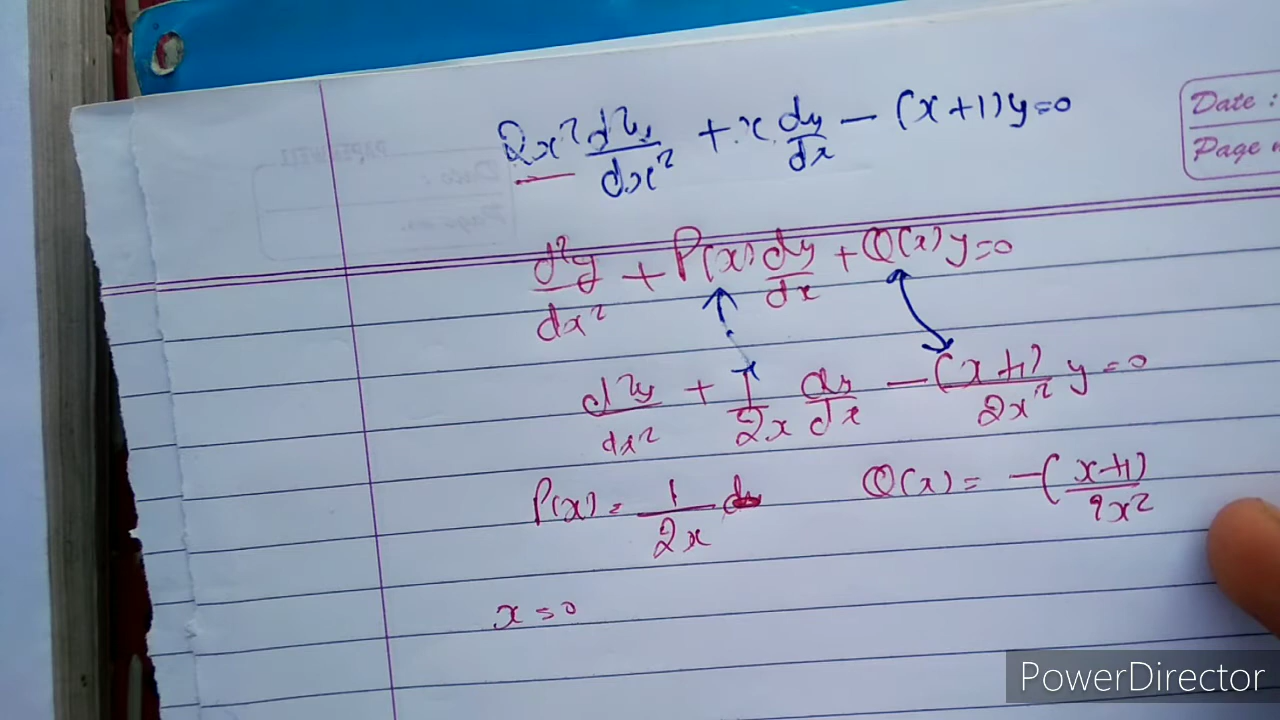 2x² d²y/dx² + x dy/dx − (x+1)y=0
Date :
Page
d²y/dx² + P(x) dy/dx + Q(x)y=0
d²y/dx² + 1/2x dy/dx − (x+1)/2x² y=0
P(x) = 1/2x Q(x) = −(x+1)/2x²
x=0
PowerDirector